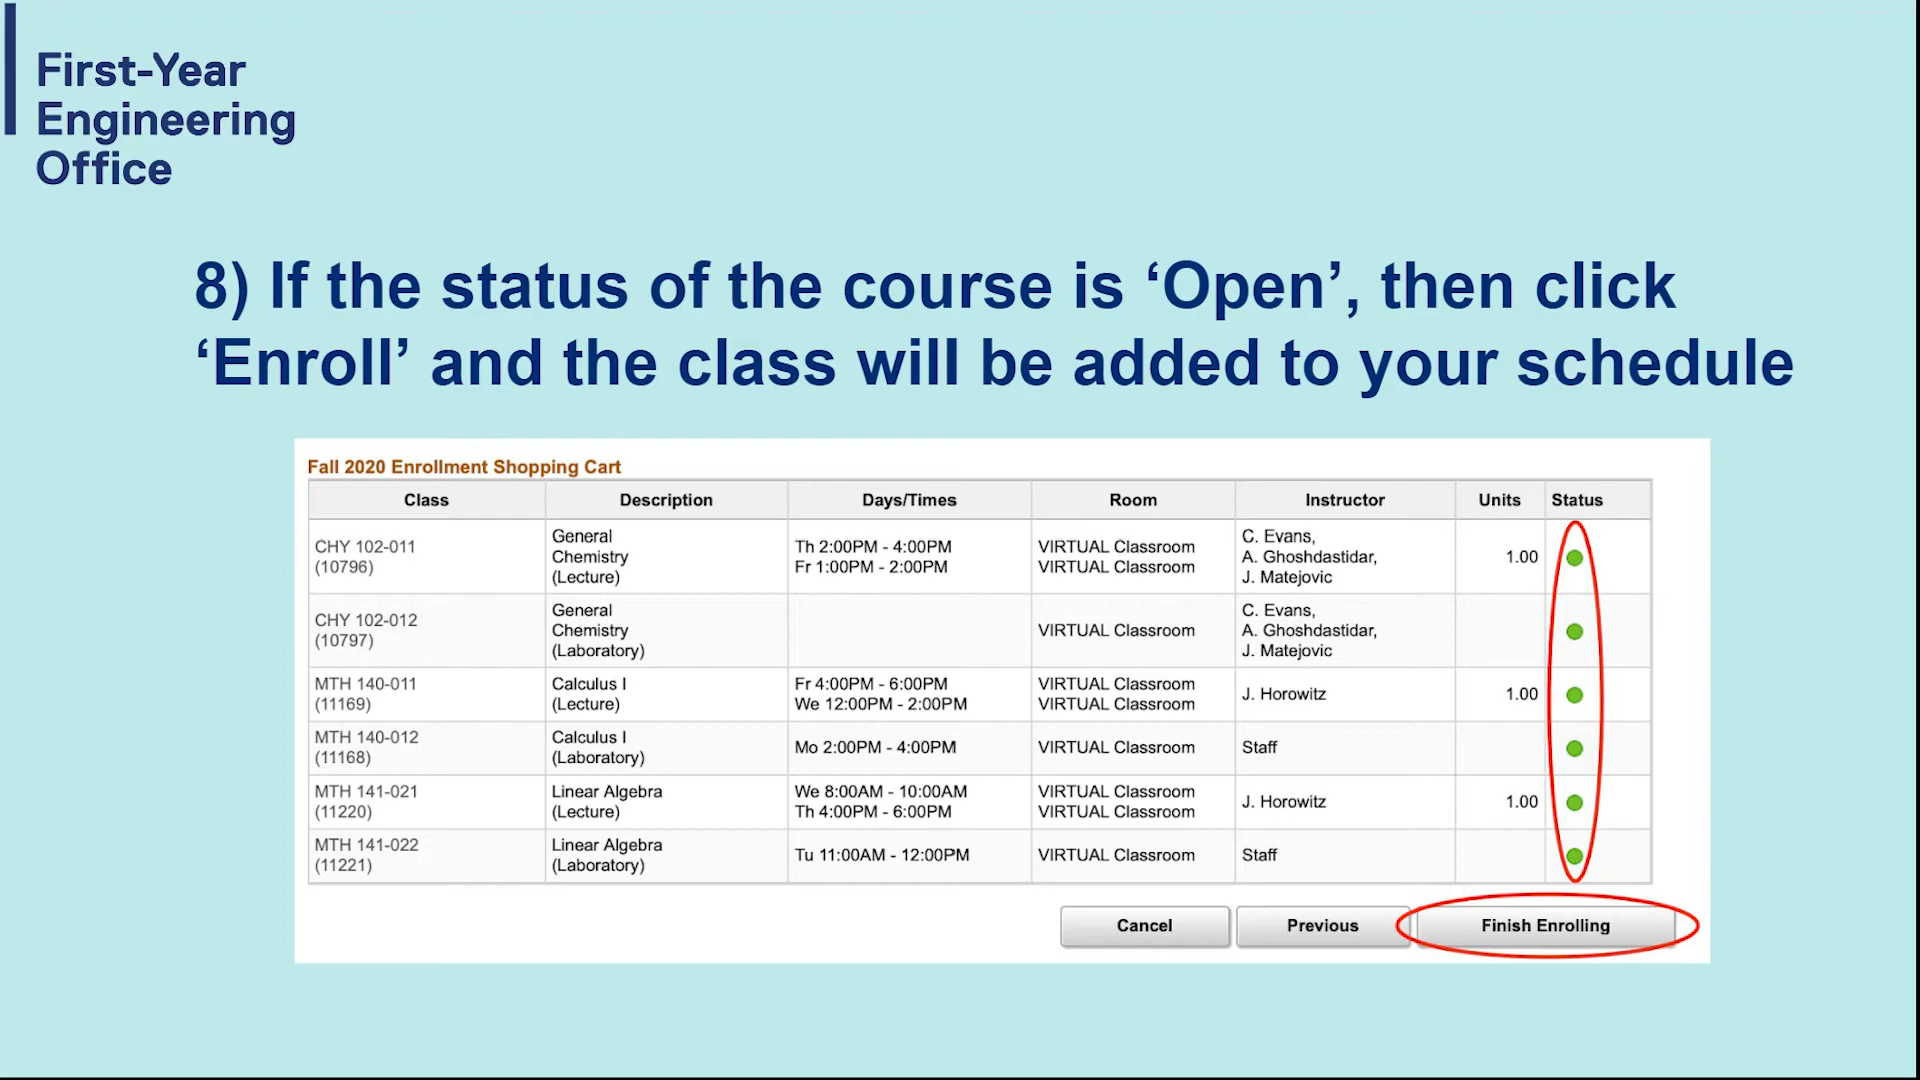 First-Year
Engineering
Office
8) If the status of the course is ‘Open’, then click
‘Enroll’ and the class will be added to your schedule
Fall 2020 Enrollment Shopping Cart
Class Description Days/Times Room Instructor Units Status
CHY 102-011
(10796)
General
Chemistry
(Lecture)
Th 2:00PM - 4:00PM
Fr 1:00PM - 2:00PM
VIRTUAL Classroom
VIRTUAL Classroom
C. Evans,
A. Ghoshdastidar,
J. Matejovic
1.00
CHY 102-012
(10797)
General
Chemistry
(Laboratory)
VIRTUAL Classroom
C. Evans,
A. Ghoshdastidar,
J. Matejovic
MTH 140-011
(11169)
Calculus I
(Lecture)
Fr 4:00PM - 6:00PM
We 12:00PM - 2:00PM
VIRTUAL Classroom
VIRTUAL Classroom
J. Horowitz
1.00
MTH 140-012
(11168)
Calculus I
(Laboratory)
Mo 2:00PM - 4:00PM
VIRTUAL Classroom
Staff
MTH 141-021
(11220)
Linear Algebra
(Lecture)
We 8:00AM - 10:00AM
Th 4:00PM - 6:00PM
VIRTUAL Classroom
VIRTUAL Classroom
J. Horowitz
1.00
MTH 141-022
(11221)
Linear Algebra
(Laboratory)
Tu 11:00AM - 12:00PM
VIRTUAL Classroom
Staff
Cancel Previous Finish Enrolling